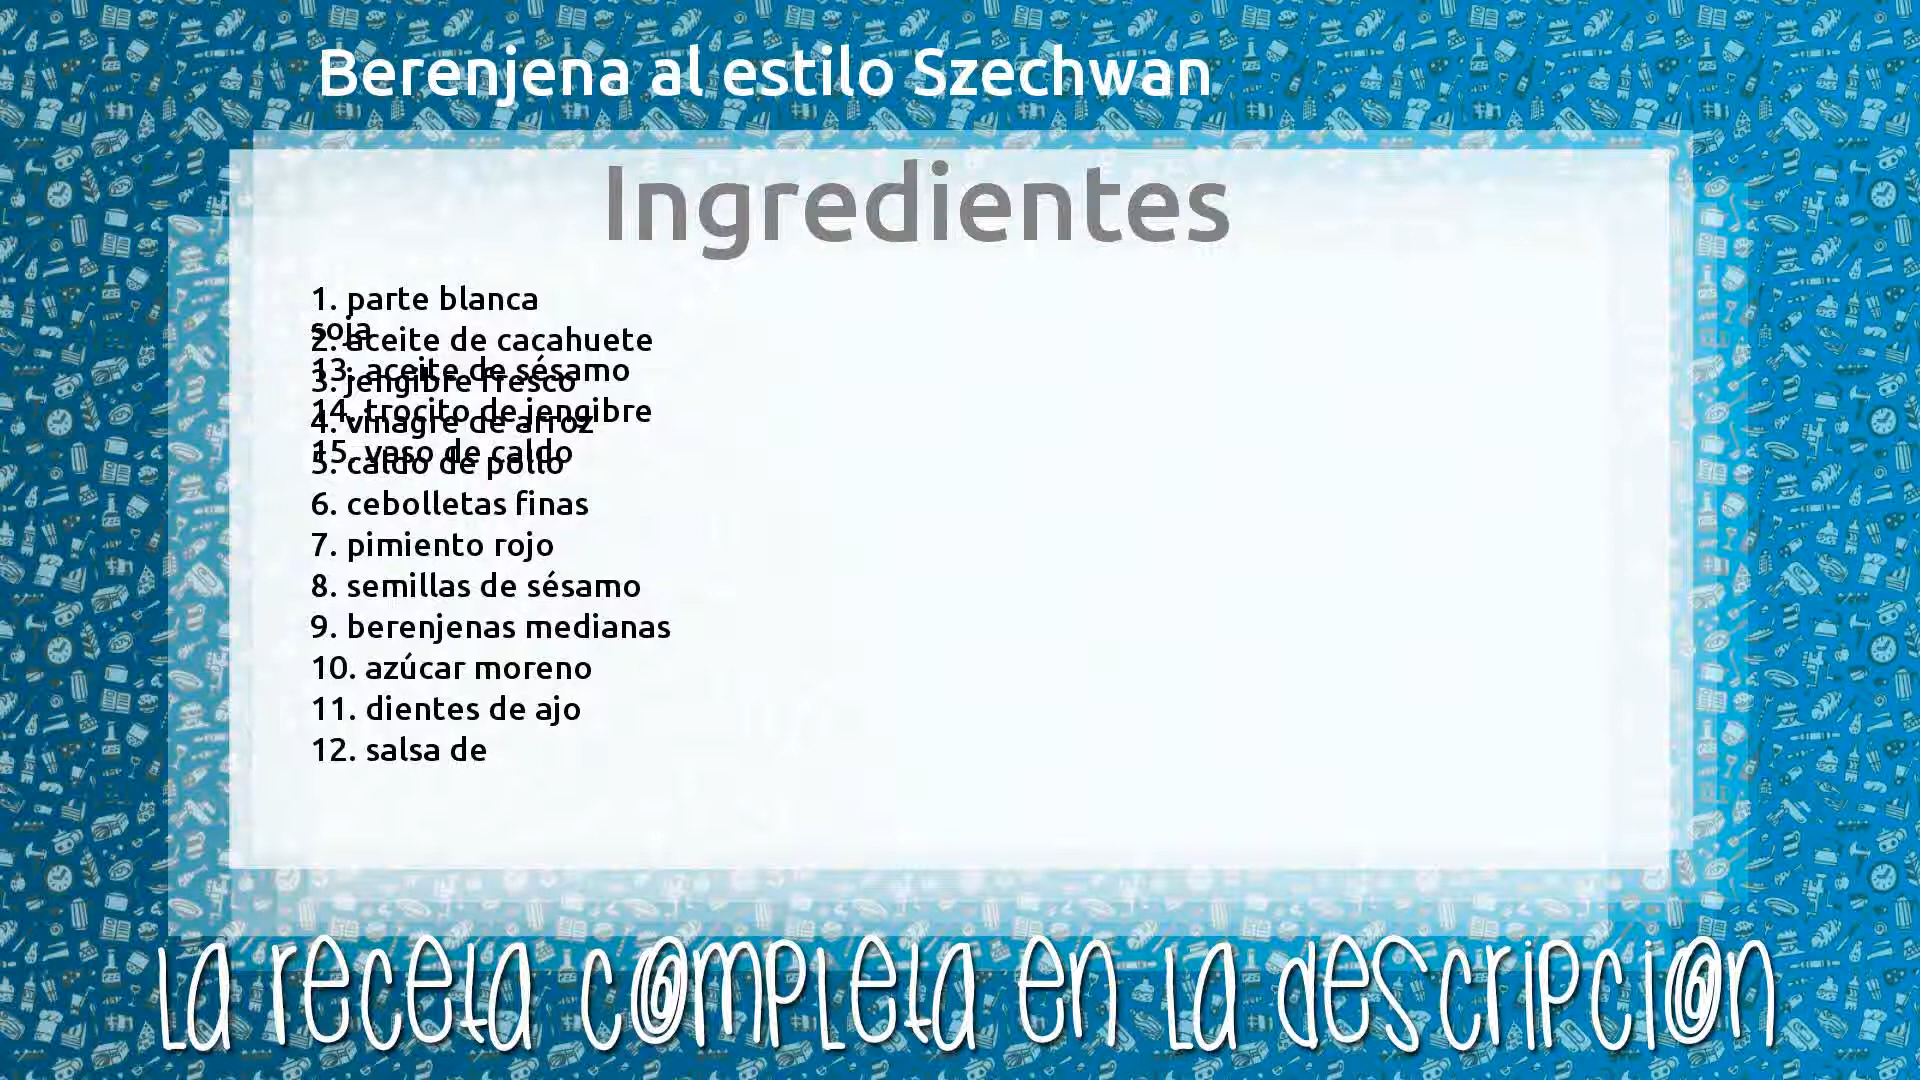 Berenjena al estilo Szechwan
Ingredientes
1. parte blanca
soja
2. aceite de cacahuete
13. aceite de sésamo
3. jengibre fresco
14. trocito de jengibre
4. vinagre de arroz
15. vaso de caldo
5. caldo de pollo
6. cebolletas finas
7. pimiento rojo
8. semillas de sésamo
9. berenjenas medianas
10. azúcar moreno
11. dientes de ajo
12. salsa de
La receta c@mpleta en la descripci@n